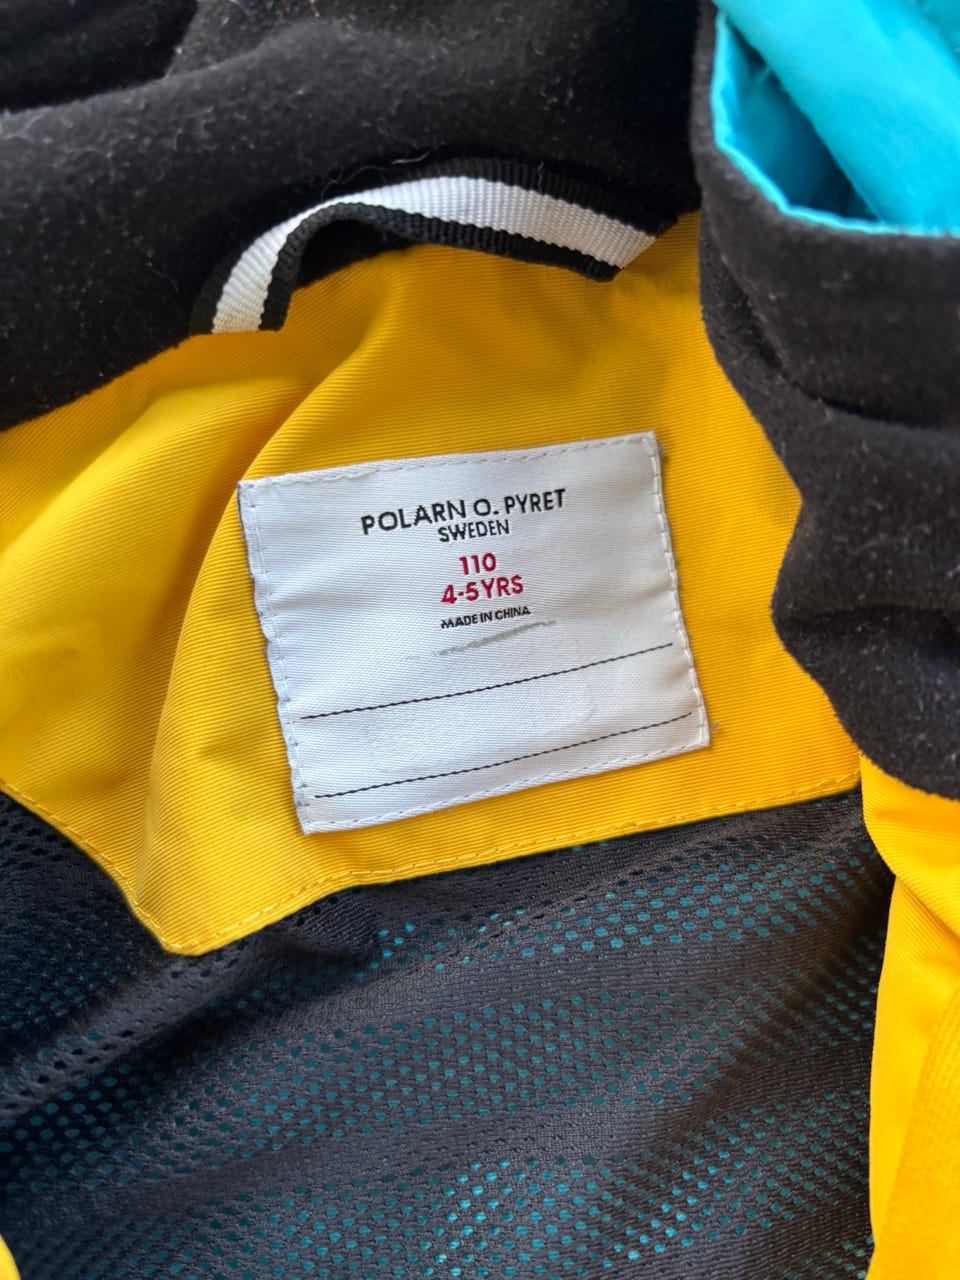 POLARN O. PYRET
SWEDEN
110
4-5YRS
MADE IN CHINA